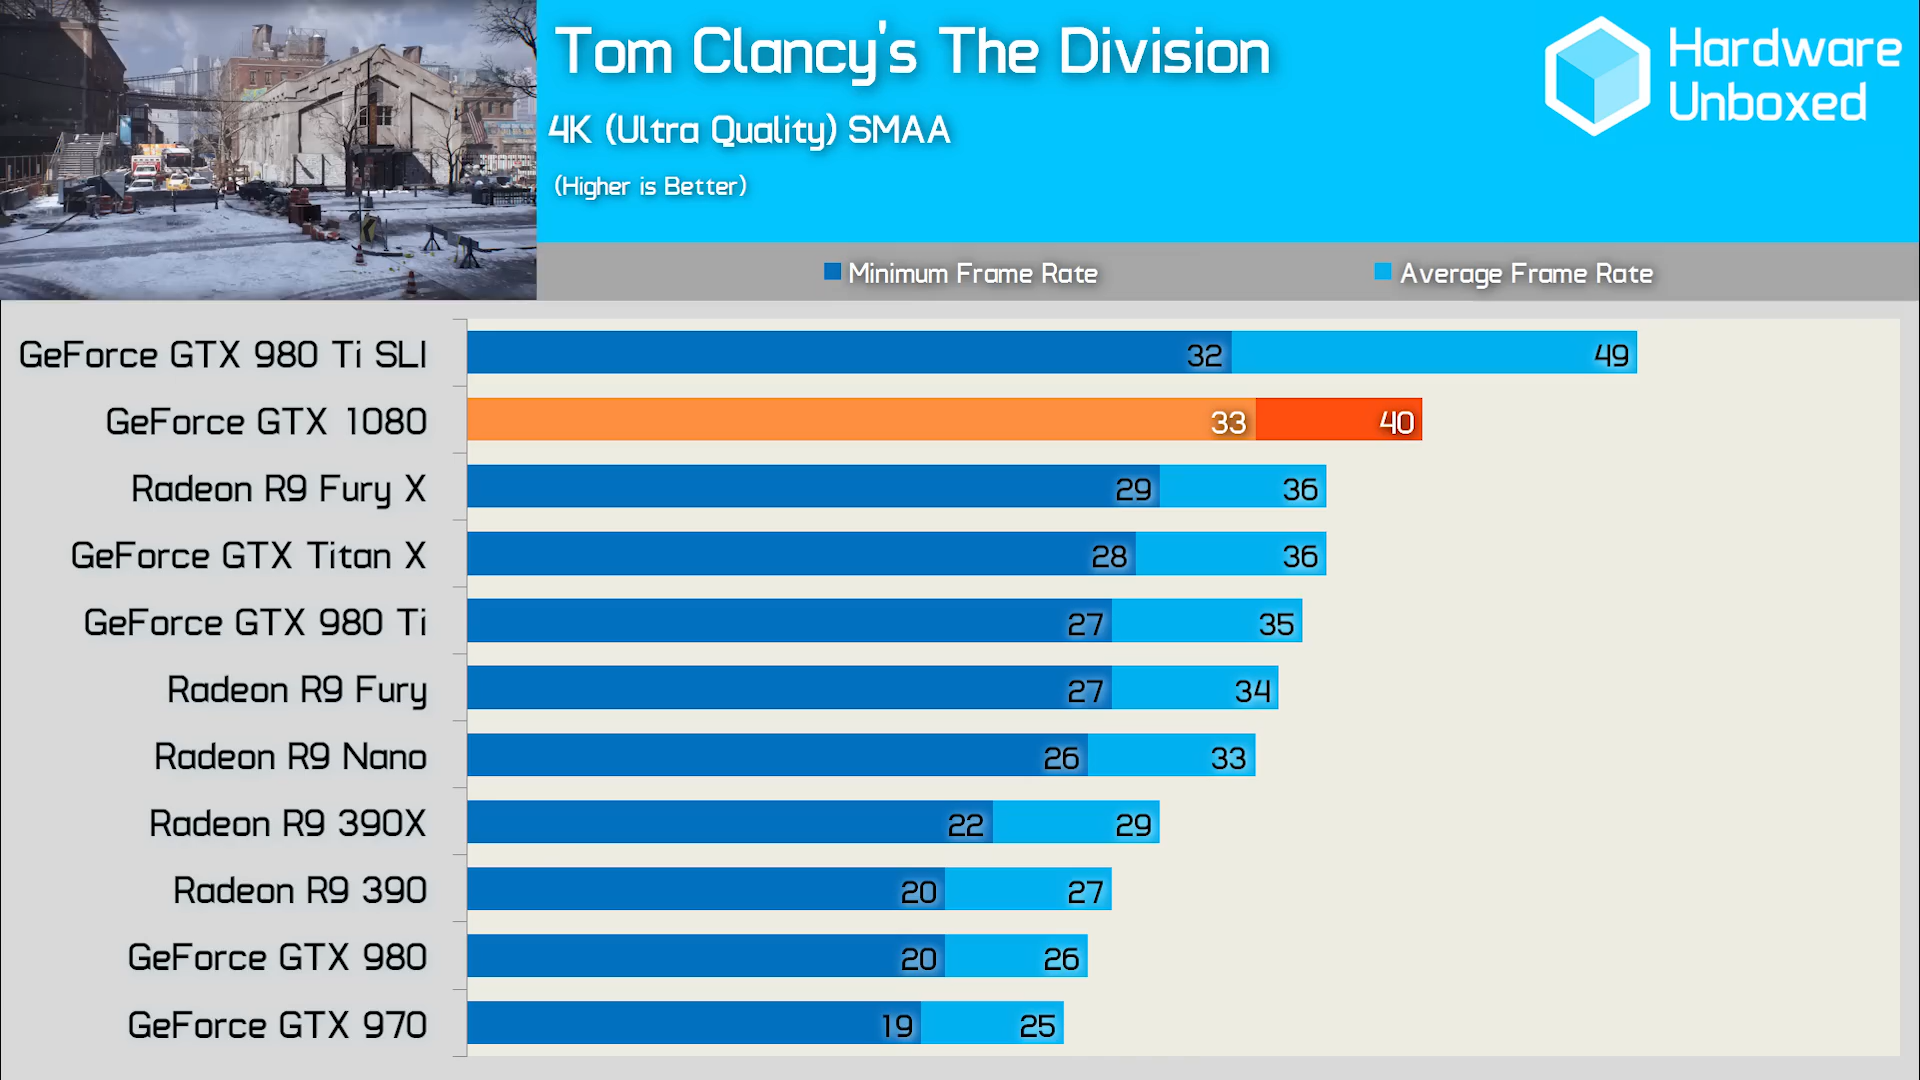 Tom Clancy's The Division
4K (Ultra Quality) SMAA
(Higher is Better)
Hardware
Unboxed
Minimum Frame Rate
Average Frame Rate
GeForce GTX 980 Ti SLI 32 49
GeForce GTX 1080 33 40
Radeon R9 Fury X 29 36
GeForce GTX Titan X 28 36
GeForce GTX 980 Ti 27 35
Radeon R9 Fury 27 34
Radeon R9 Nano 26 33
Radeon R9 390X 22 29
Radeon R9 390 20 27
GeForce GTX 980 20 26
GeForce GTX 970 19 25